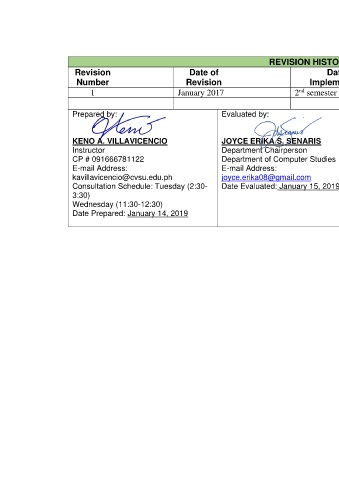 REVISION HISTO
Revision Number
Date of Revision
Da
Implem
1
January 2017
2nd semester
Prepared by:
KENO A. VILLAVICENCIO
Instructor
CP # 091666781122
E-mail Address:
kavillavicencio@cvsu.edu.ph
Consultation Schedule: Tuesday (2:30-
3:30)
Wednesday (11:30-12:30)
Date Prepared: January 14, 2019
Evaluated by:
JOYCE ERIKA S. SENARIS
Department Chairperson
Department of Computer Studies
E-mail Address:
joyce.erika08@gmail.com
Date Evaluated: January 15, 2019